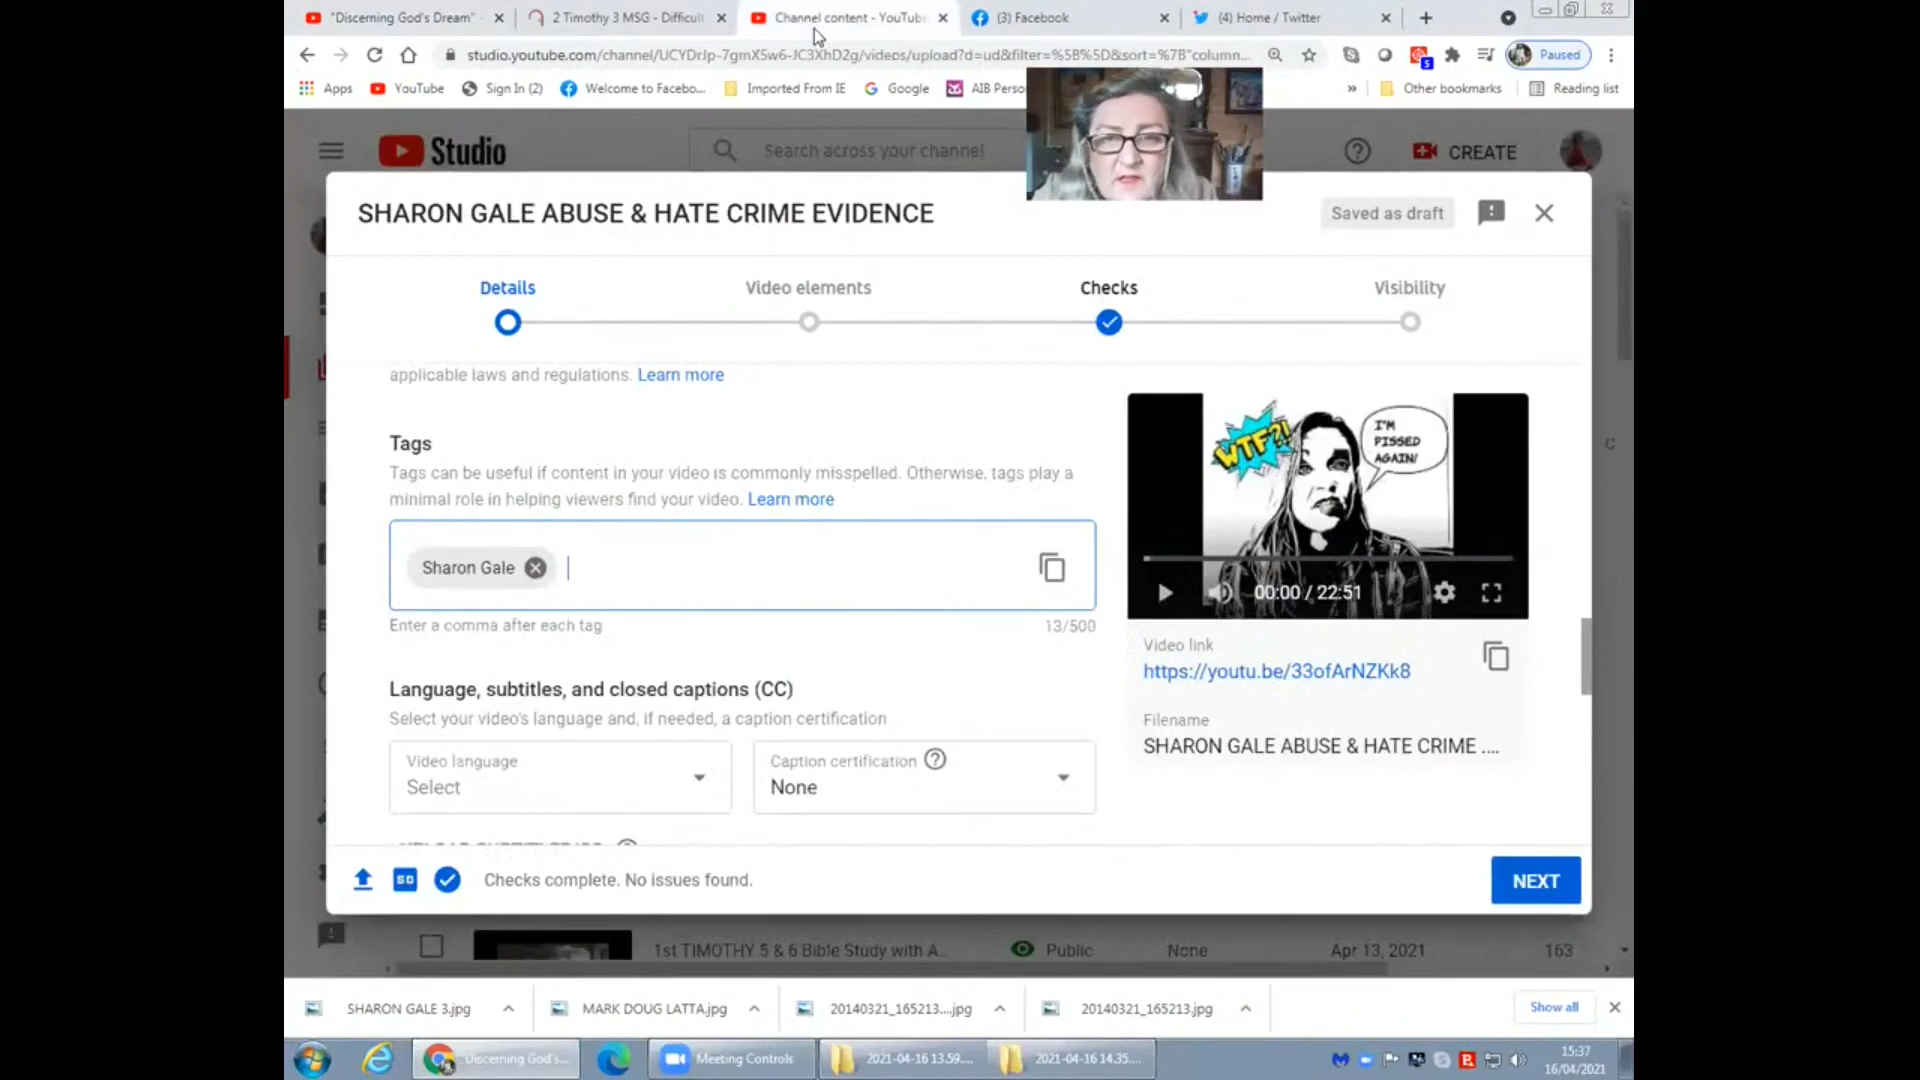 "Discerning God's Dream"
2 Timothy 3 MSG - Difficult
Channel content - YouTube
(3) Facebook
(4) Home / Twitter
studio.youtube.com/channel/UCYDrJp-7gmX5w6-JC3XhD2g/videos/upload?d=ud&filter=%5B%5D&sort=%7B"column...
Paused
Apps
YouTube
Sign In (2)
Welcome to Facebo...
Imported From IE
Google
AIB Perso
»
Other bookmarks
Reading list
Studio
Search across your channel
CREATE
SHARON GALE ABUSE & HATE CRIME EVIDENCE
Saved as draft
Details
Video elements
Checks
Visibility
applicable laws and regulations. Learn more
Tags
Tags can be useful if content in your video is commonly misspelled. Otherwise, tags play a
minimal role in helping viewers find your video. Learn more
Sharon Gale
Enter a comma after each tag
13/500
WTF?!
I'M
PISSED
AGAIN!
00:00 / 22:51
Video link
https://youtu.be/33ofArNZKk8
Filename
SHARON GALE ABUSE & HATE CRIME ....
Language, subtitles, and closed captions (CC)
Select your video's language and, if needed, a caption certification
Video language
Select
Caption certification
None
SD
Checks complete. No issues found.
NEXT
1st TIMOTHY 5 & 6 Bible Study with A...
Public
None
Apr 13, 2021
163
SHARON GALE 3.jpg
MARK DOUG LATTA.jpg
20140321_165213....jpg
20140321_165213.jpg
Show all
Discerning God's...
Meeting Controls
2021-04-16 13.59....
2021-04-16 14.35....
15:37
16/04/2021